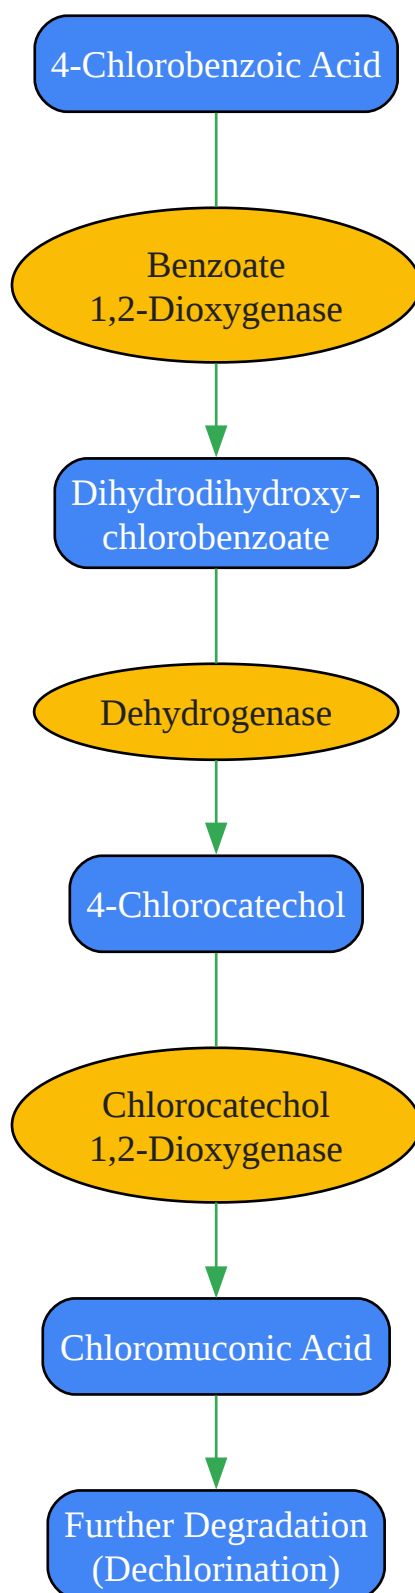 4-Chlorobenzoic Acid
Benzoate
1,2-Dioxygenase
Dihydrodihydroxy-
chlorobenzoate
Dehydrogenase
4-Chlorocatechol
Chlorocatechol
1,2-Dioxygenase
Chloromuconic Acid
Further Degradation
(Dechlorination)